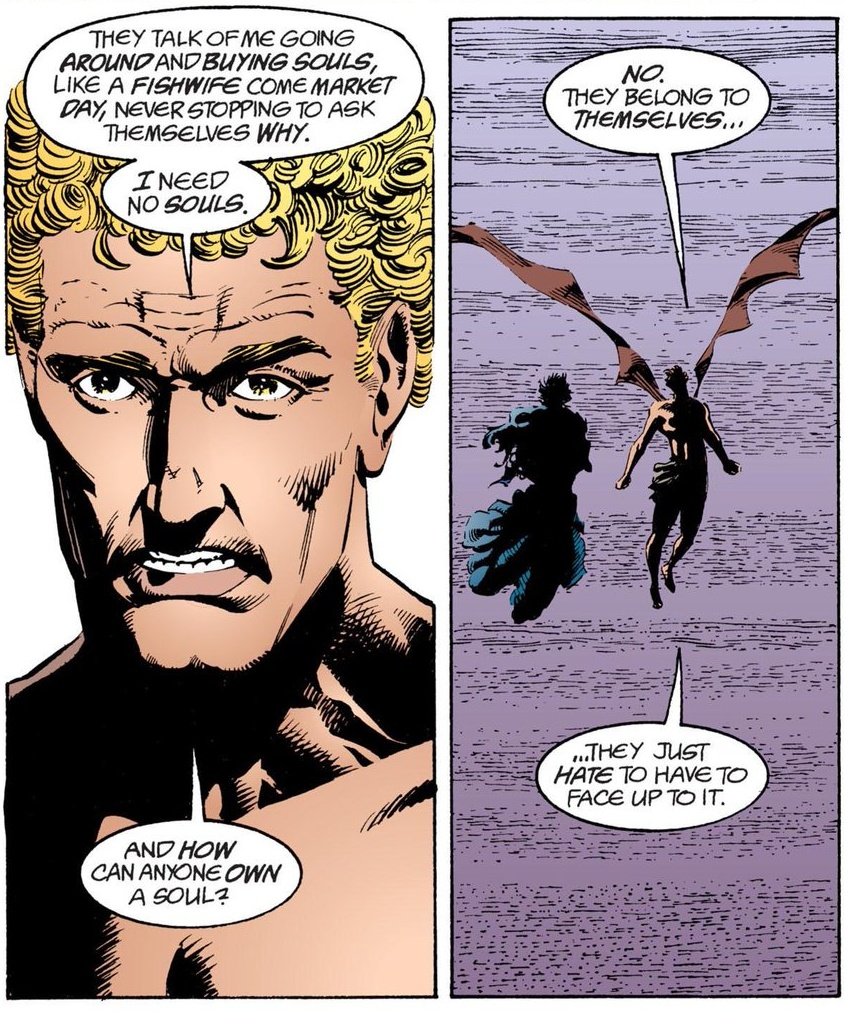 THEY TALK OF ME GOING
AROUND AND BUYING SOULS,
LIKE A FISHWIFE COME MARKET
DAY, NEVER STOPPING TO ASK
THEMSELVES WHY.
I NEED
NO SOULS.
AND HOW
CAN ANYONE OWN
A SOUL?
NO.
THEY BELONG TO
THEMSELVES...
...THEY JUST
HATE TO HAVE TO
FACE UP TO IT.